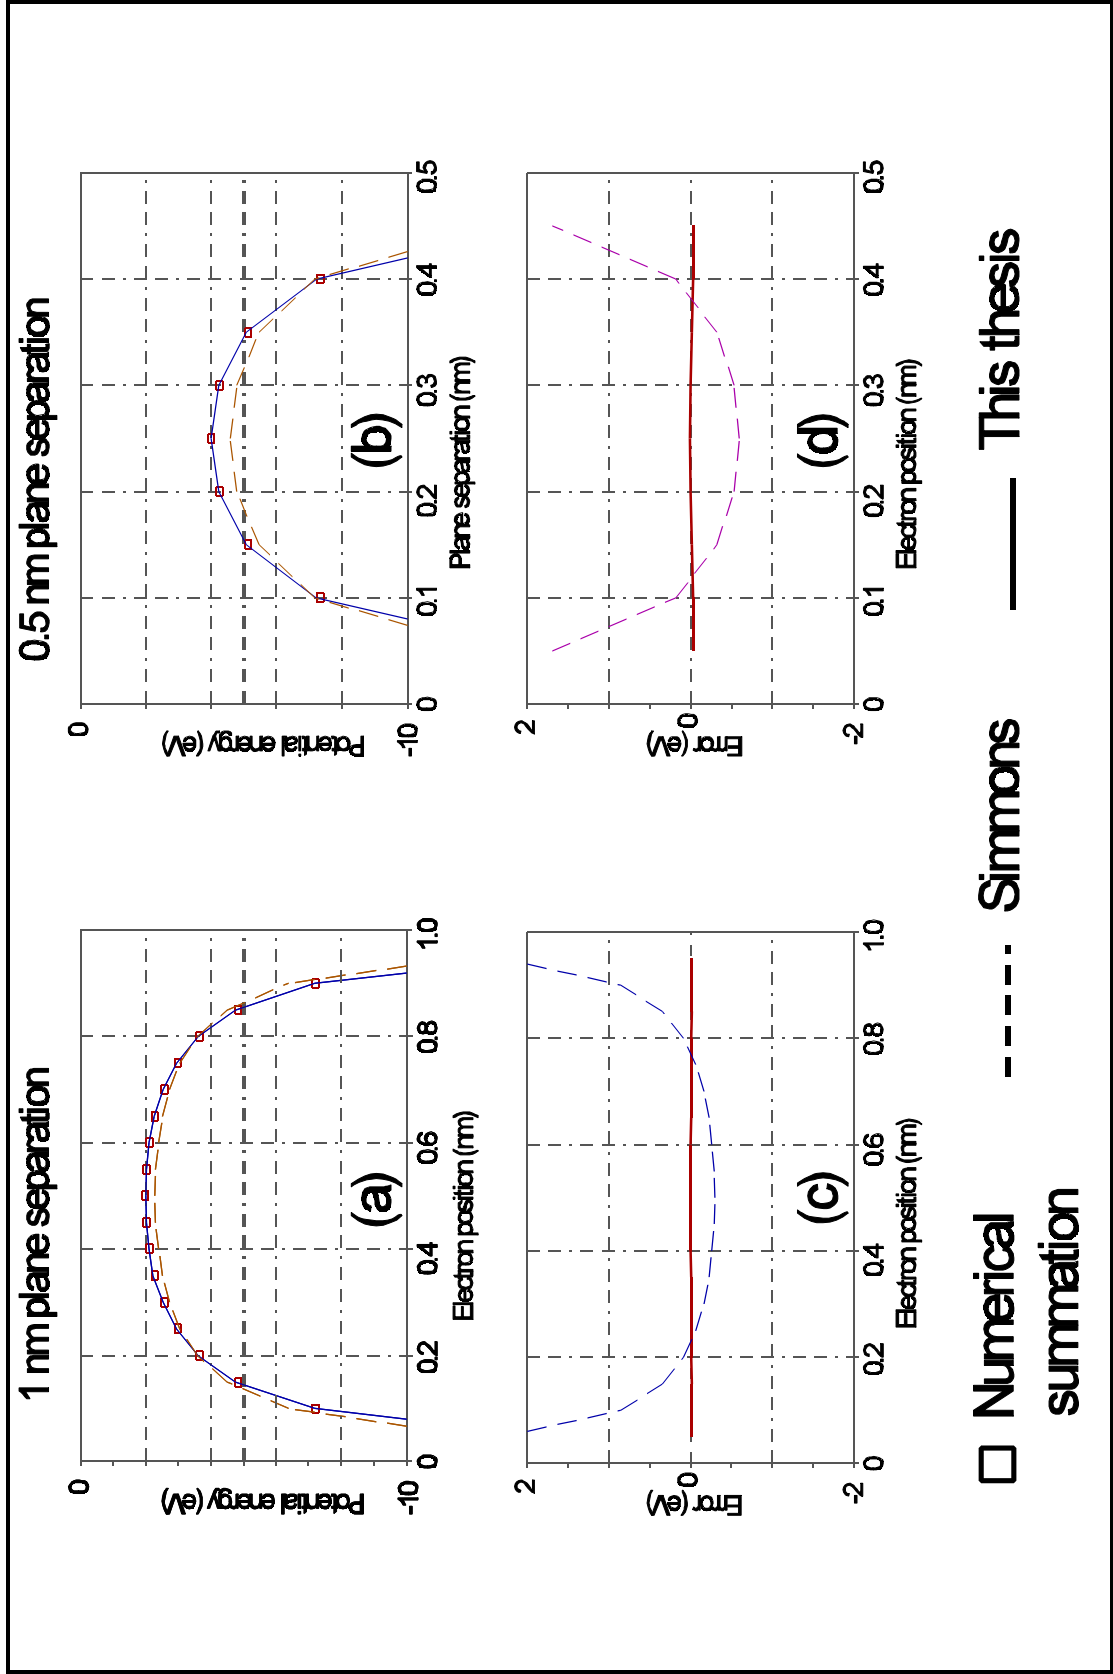 1 nm plane separation
0.5 nm plane separation
0
-10
Potential energy (eV)
0
0.2
0.4
0.6
0.8
1.0
Electron position (nm)
(a)
0
-10
Potential energy (eV)
0
0.1
0.2
0.3
0.4
0.5
Plane separation (nm)
(b)
2
0
-2
Error (eV)
0
0.2
0.4
0.6
0.8
1.0
Electron position (nm)
(c)
2
0
-2
Error (eV)
0
0.1
0.2
0.3
0.4
0.5
Electron position (nm)
(d)
Numerical
summation
Simmons
This thesis